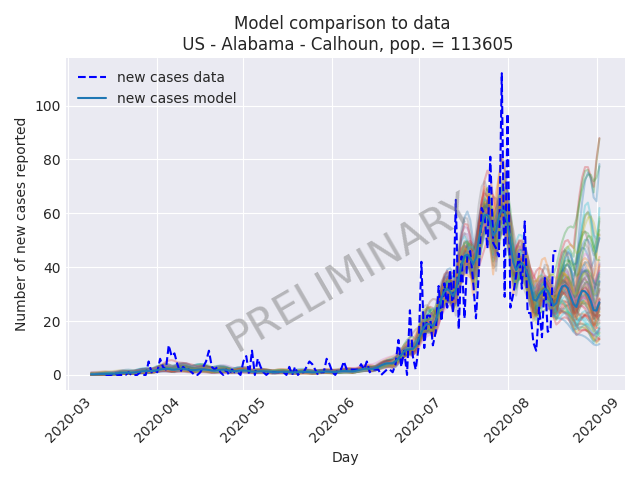 Model comparison to data
US - Alabama - Calhoun, pop. = 113605
new cases data
new cases model
PRELIMINARY
Number of new cases reported
100
80
60
40
20
0
2020-03
2020-04
2020-05
2020-06
2020-07
2020-08
2020-09
Day